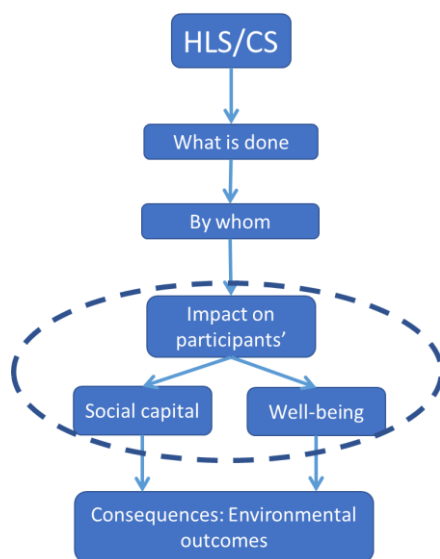 HLS/CS
What is done
By whom
Impact on
participants’
Social capital
Well-being
Consequences: Environmental
outcomes